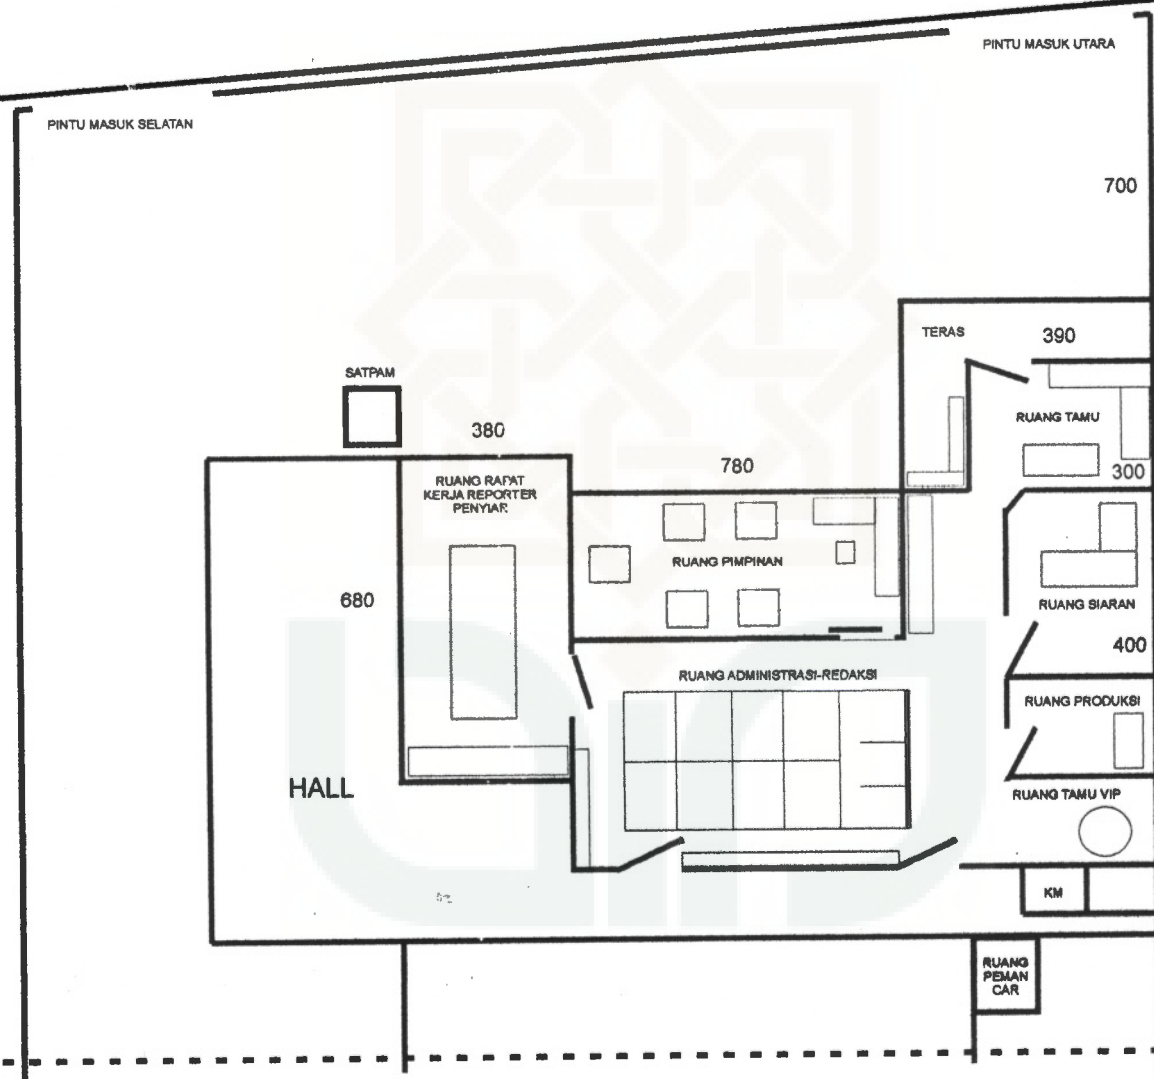 PINTU MASUK UTARA
PINTU MASUK SELATAN
700
TERAS
390
SATPAM
RUANG TAMU
380
780
300
RUANG RAPAT
KERJA REPORTER
PENYIAR
RUANG PIMPINAN
680
RUANG SIARAN
400
RUANG ADMINISTRASI-REDAKSI
RUANG PRODUKSI
HALL
RUANG TAMU VIP
KM
RUANG
PEMAN
CAR